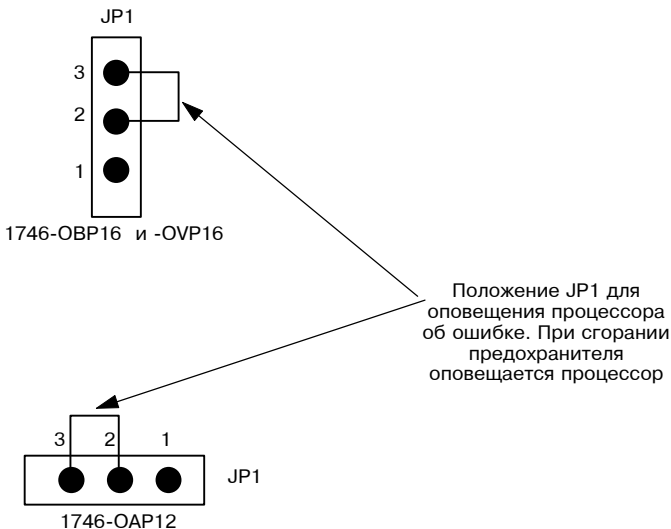 JP1
3
2
1
1746-OBP16 и -OVP16
Положение JP1 для
оповещения процессора
об ошибке. При сгорании
предохранителя
оповещается процессор
3 2 1
JP1
1746-OAP12